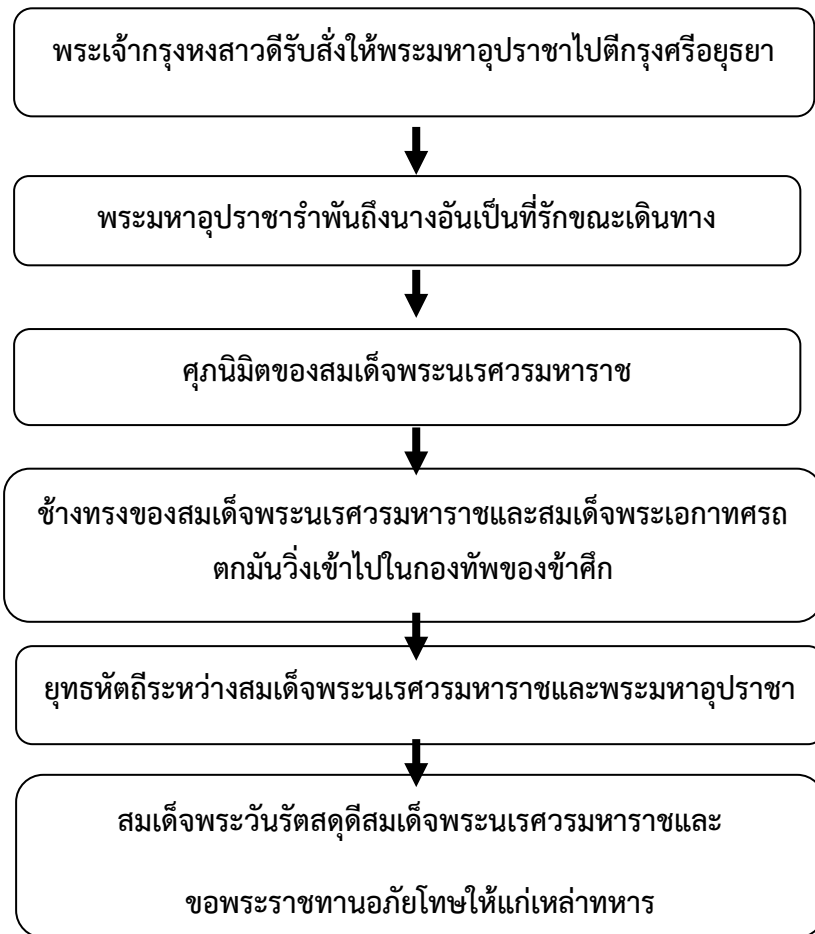 พระเจ้ากรุงหงสาวดีรับสั่งให้พระมหาอุปราชาไปตีกรุงศรีอยุธยา
พระมหาอุปราชารำพันถึงนางอันเป็นที่รักขณะเดินทาง
ศุภนิมิตของสมเด็จพระนเรศวรมหาราช
ช้างทรงของสมเด็จพระนเรศวรมหาราชและสมเด็จพระเอกาทศรถ
ตกมันวิ่งเข้าไปในกองทัพของข้าศึก
ยุทธหัตถีระหว่างสมเด็จพระนเรศวรมหาราชและพระมหาอุปราชา
สมเด็จพระวันรัตสดุดีสมเด็จพระนเรศวรมหาราชและ
ขอพระราชทานอภัยโทษให้แก่เหล่าทหาร